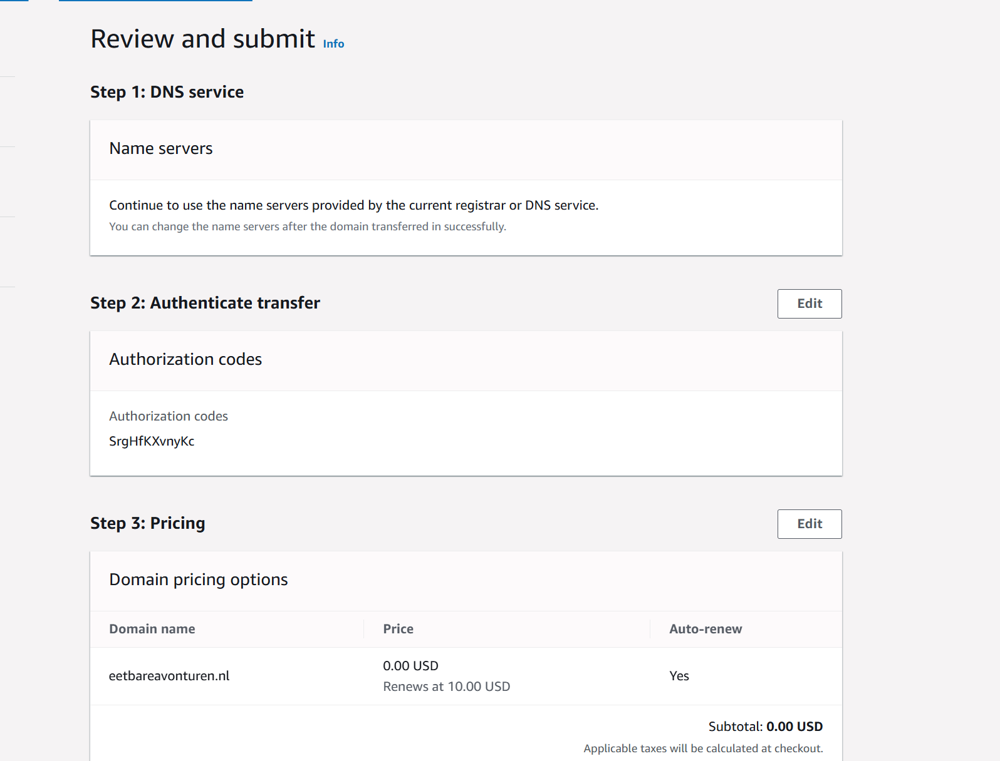 Review and submit Info
Step 1: DNS service
Name servers
Continue to use the name servers provided by the current registrar or DNS service.
You can change the name servers after the domain transferred in successfully.
Step 2: Authenticate transfer
Edit
Authorization codes
Authorization codes
SrgHfKXvnyKc
Step 3: Pricing
Edit
Domain pricing options
Domain name Price Auto-renew
eetbareavonturen.nl 0.00 USD Yes
Renews at 10.00 USD
Subtotal: 0.00 USD
Applicable taxes will be calculated at checkout.